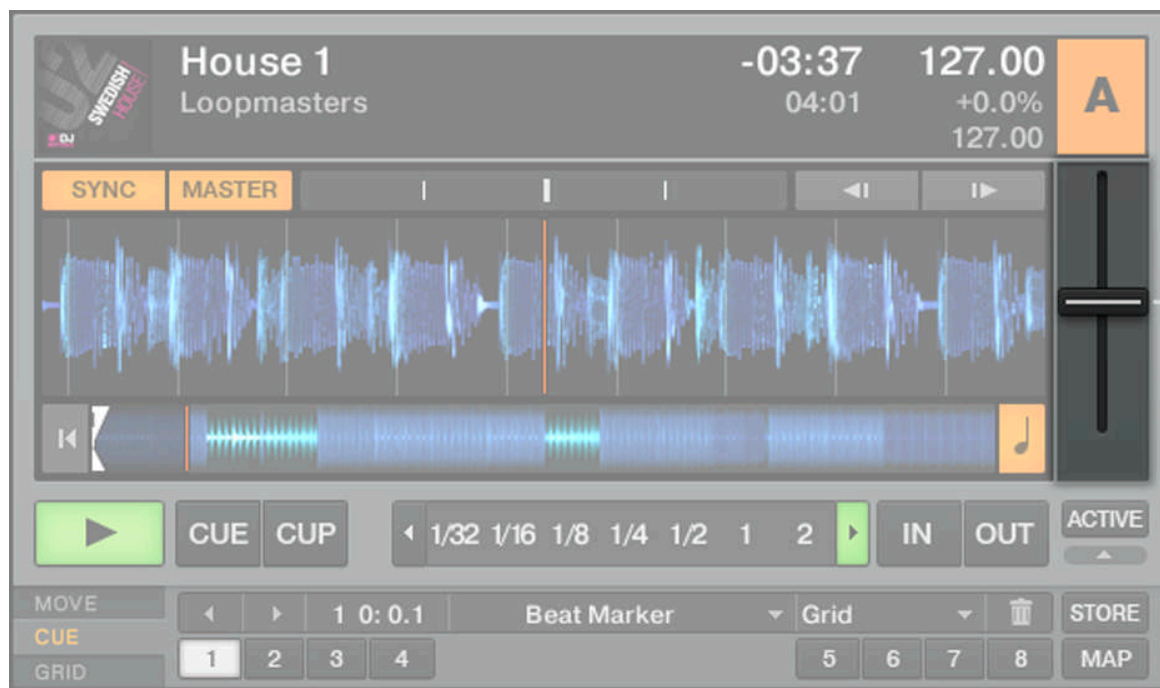 House 1 -03:37 127.00 A
Loopmasters 04:01 +0.0%
127.00
SWEDISH
HOUSE
DJ
SYNC MASTER
CUE CUP 1/32 1/16 1/8 1/4 1/2 1 2 IN OUT ACTIVE
MOVE
CUE
GRID
1 0: 0.1 Beat Marker Grid STORE
1 2 3 4 5 6 7 8 MAP